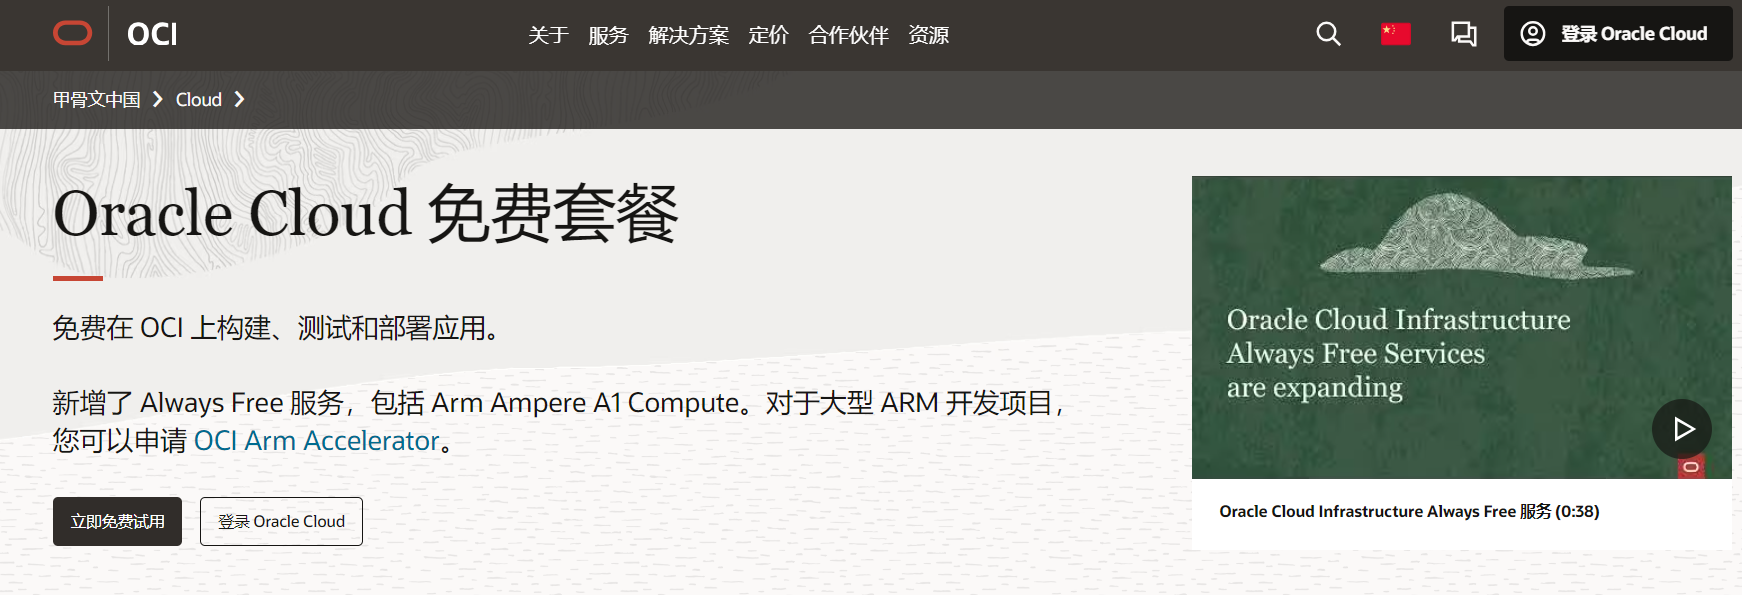 OCI
关于 服务 解决方案 定价 合作伙伴 资源
登录 Oracle Cloud
甲骨文中国 Cloud
Oracle Cloud 免费套餐
免费在 OCI 上构建、测试和部署应用。
新增了 Always Free 服务，包括 Arm Ampere A1 Compute。对于大型 ARM 开发项目，
您可以申请 OCI Arm Accelerator。
立即免费试用 登录 Oracle Cloud
Oracle Cloud Infrastructure
Always Free Services
are expanding
Oracle Cloud Infrastructure Always Free 服务 (0:38)